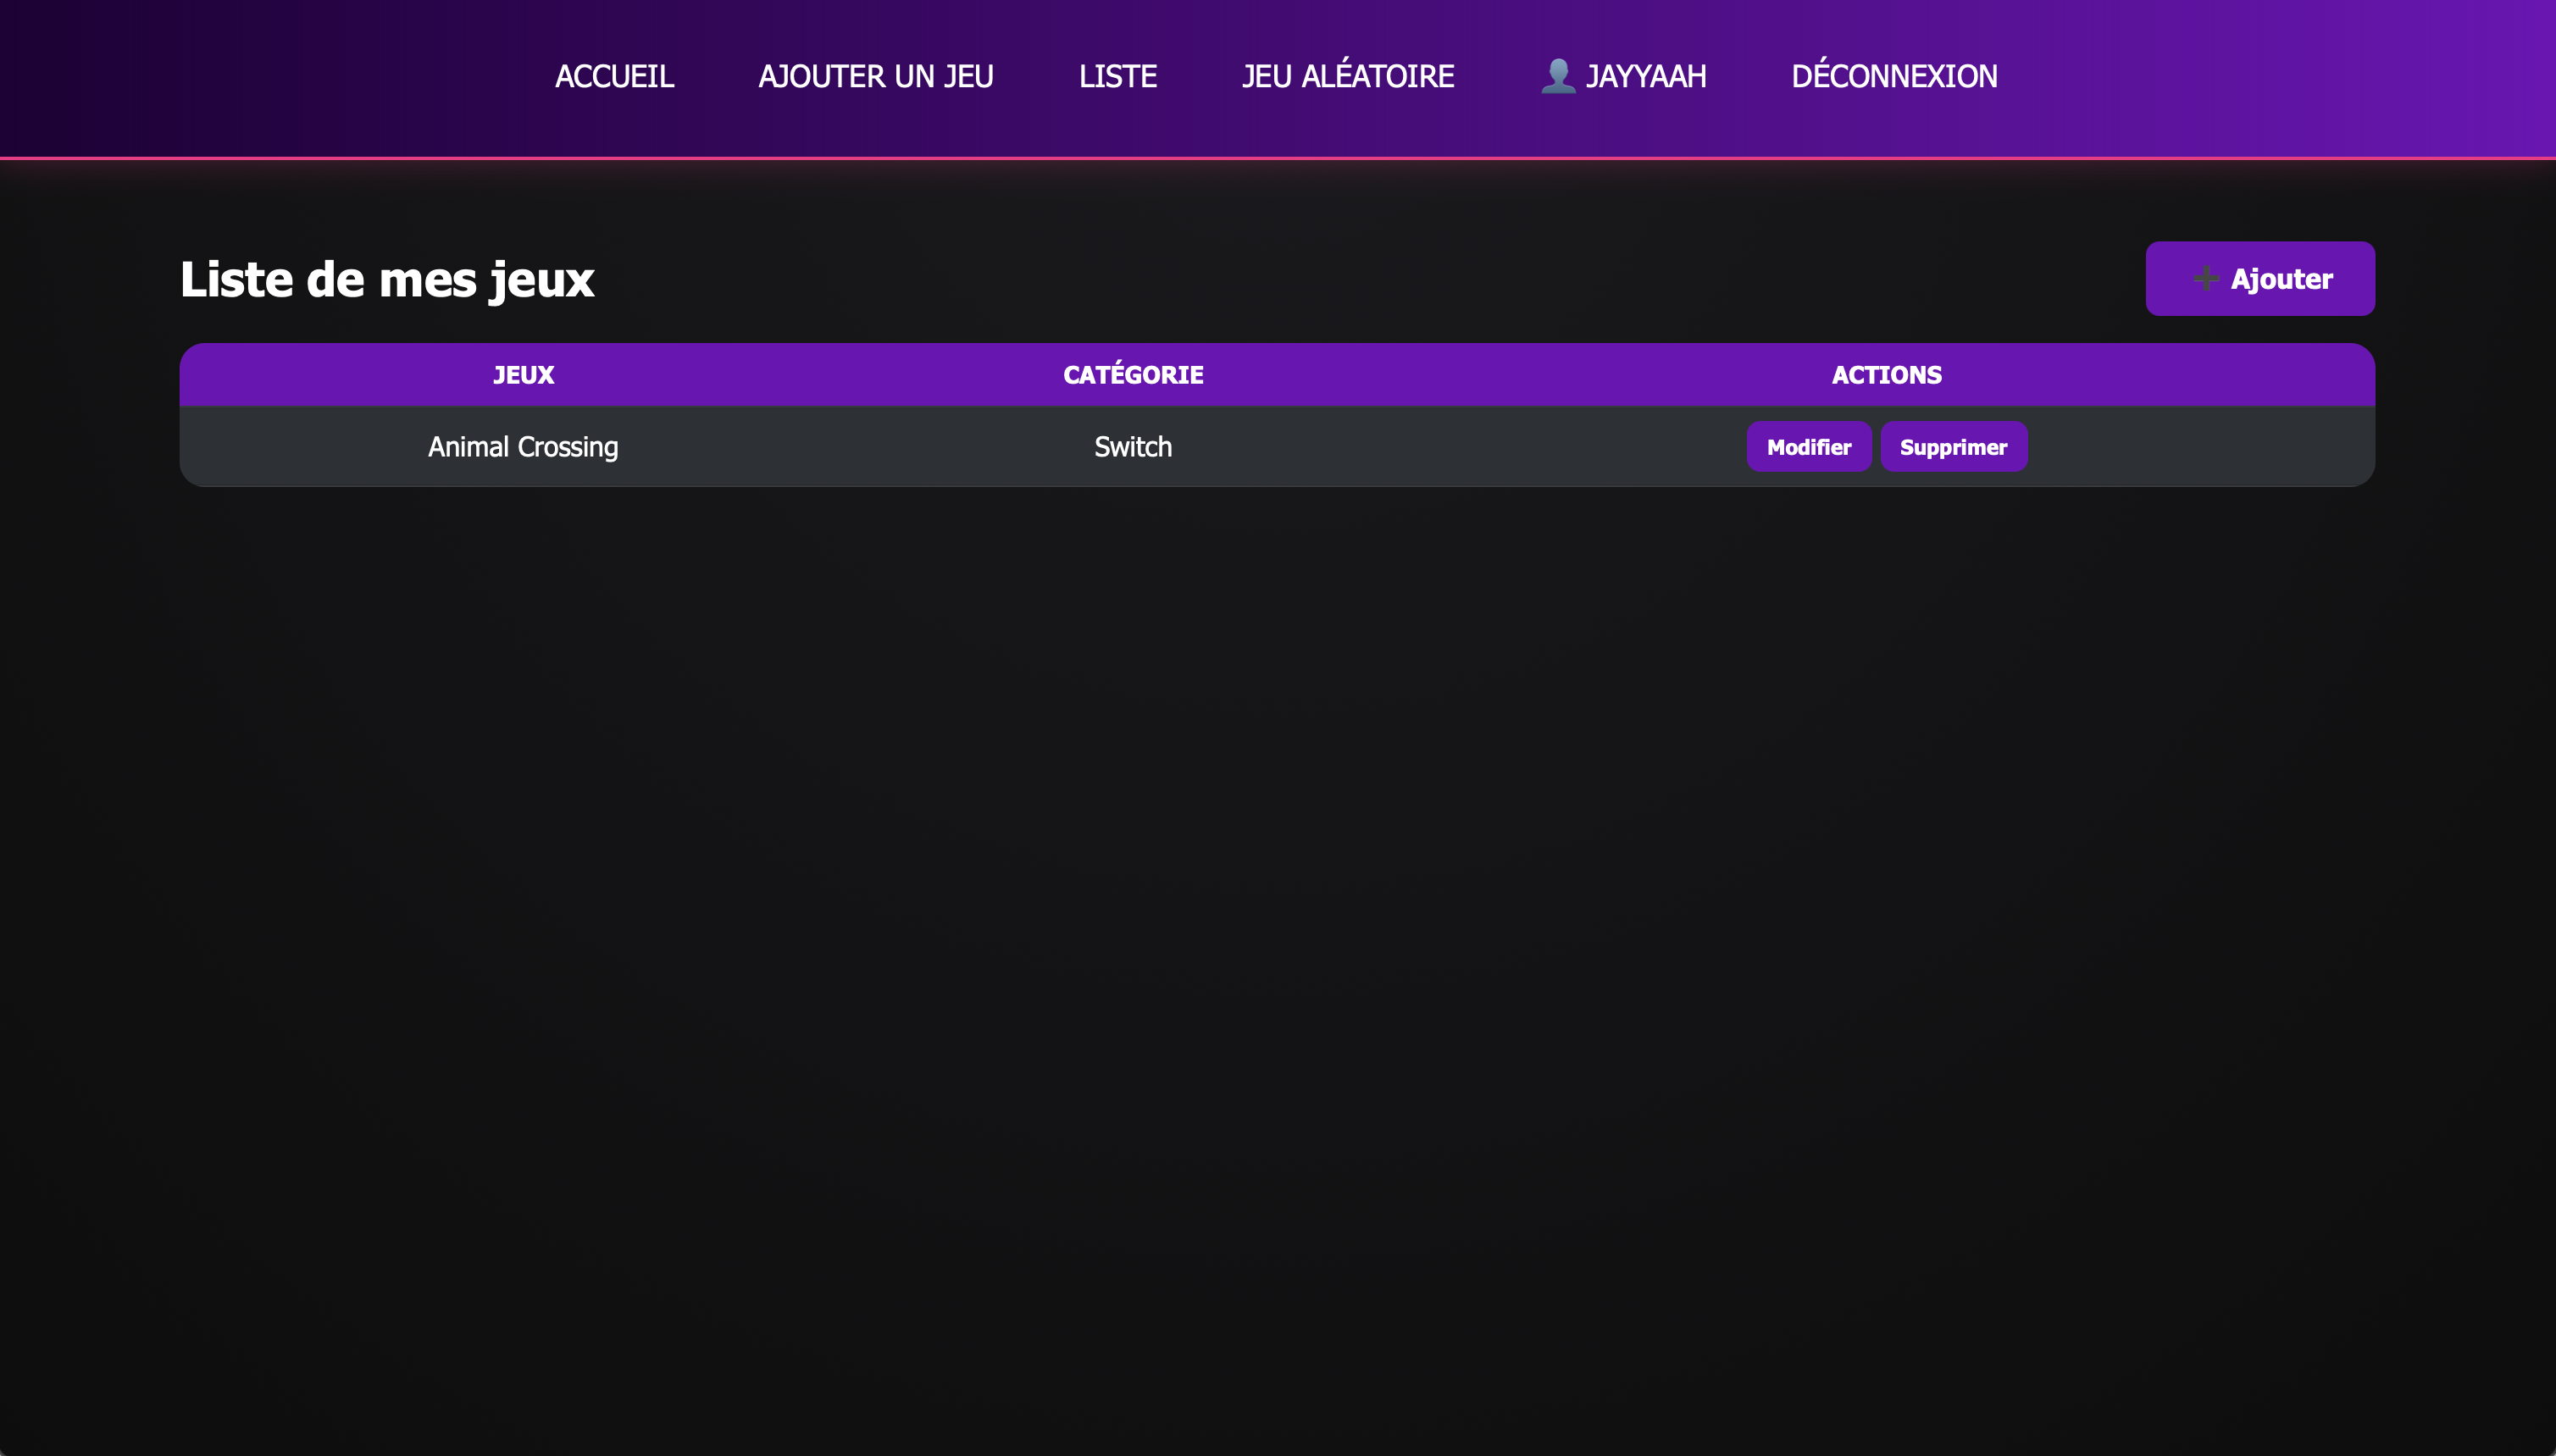 ACCUEIL AJOUTER UN JEU LISTE JEU ALÉATOIRE 👤 JAYYAAH DÉCONNEXION
Liste de mes jeux ➕ Ajouter
JEUX CATÉGORIE ACTIONS
Animal Crossing Switch Modifier Supprimer